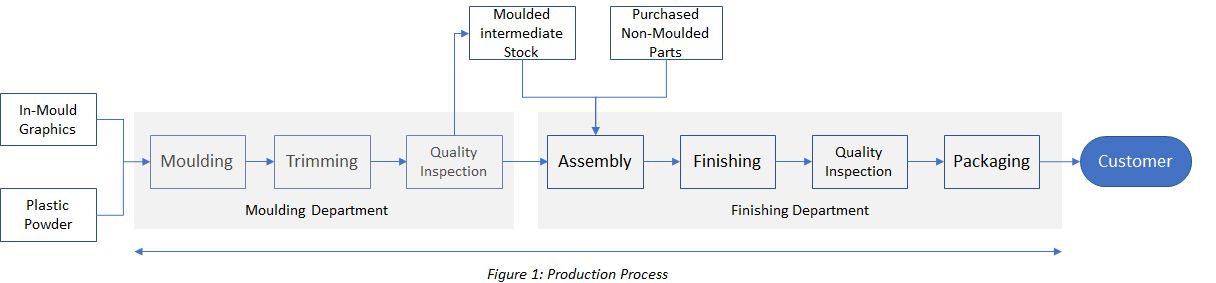 Moulded
intermediate
Stock
Purchased
Non-Moulded
Parts
In-Mould
Graphics
Plastic
Powder
Moulding
Trimming
Quality
Inspection
Moulding Department
Assembly
Finishing
Quality
Inspection
Packaging
Finishing Department
Customer
Figure 1: Production Process